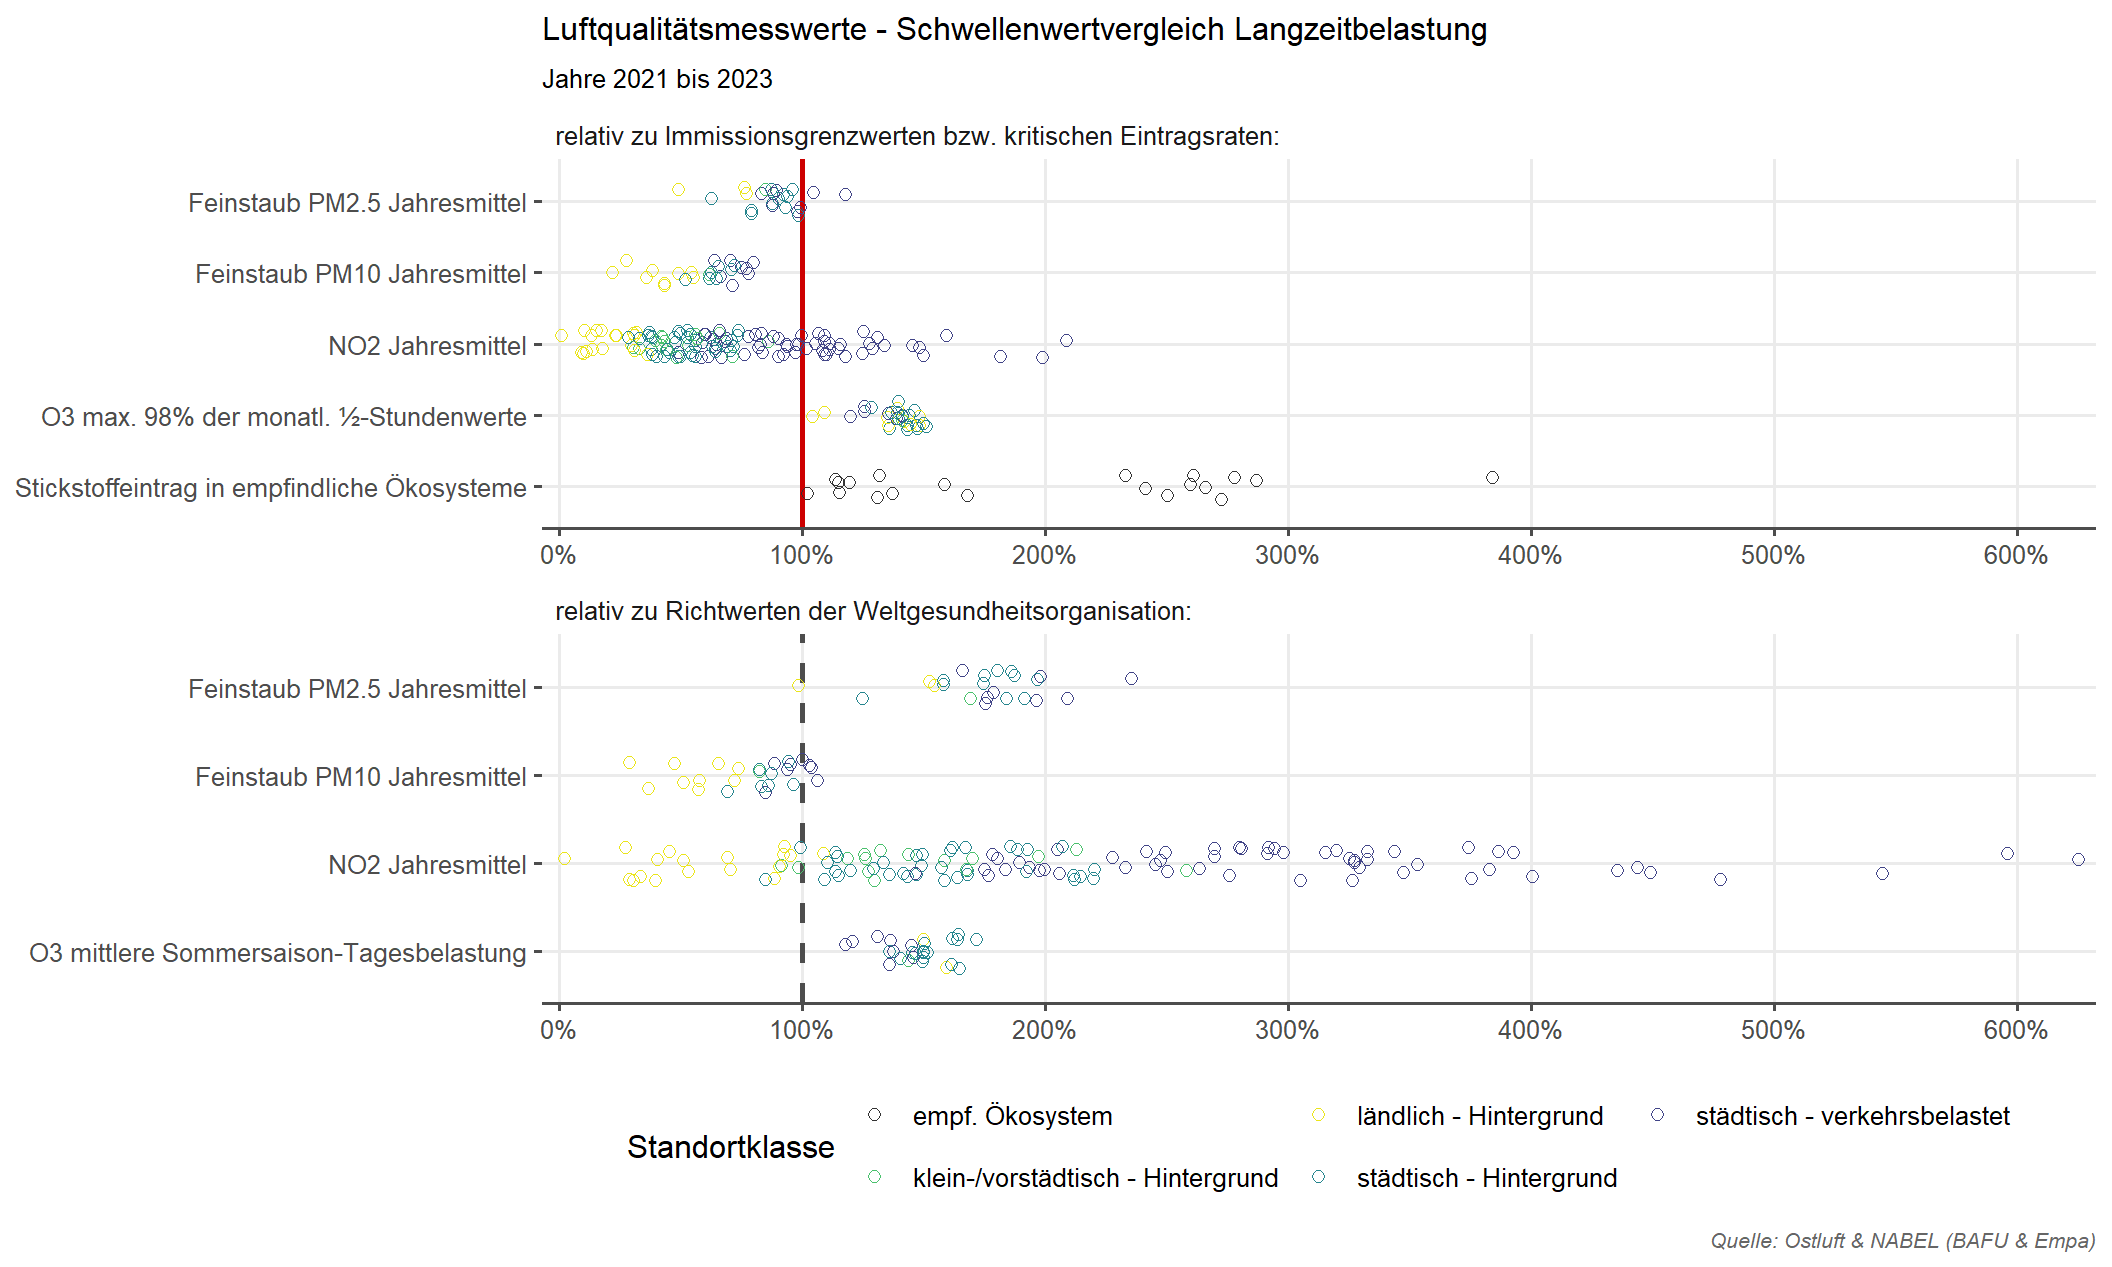 Luftqualitätsmesswerte - Schwellenwertvergleich Langzeitbelastung
Jahre 2021 bis 2023
relativ zu Immissionsgrenzwerten bzw. kritischen Eintragsraten:
Feinstaub PM2.5 Jahresmittel
Feinstaub PM10 Jahresmittel
NO2 Jahresmittel
O3 max. 98% der monatl. ½-Stundenwerte
Stickstoffeintrag in empfindliche Ökosysteme
0% 100% 200% 300% 400% 500% 600%
relativ zu Richtwerten der Weltgesundheitsorganisation:
Feinstaub PM2.5 Jahresmittel
Feinstaub PM10 Jahresmittel
NO2 Jahresmittel
O3 mittlere Sommersaison-Tagesbelastung
0% 100% 200% 300% 400% 500% 600%
Standortklasse
empf. Ökosystem ländlich - Hintergrund städtisch - verkehrsbelastet
klein-/vorstädtisch - Hintergrund städtisch - Hintergrund
Quelle: Ostluft & NABEL (BAFU & Empa)